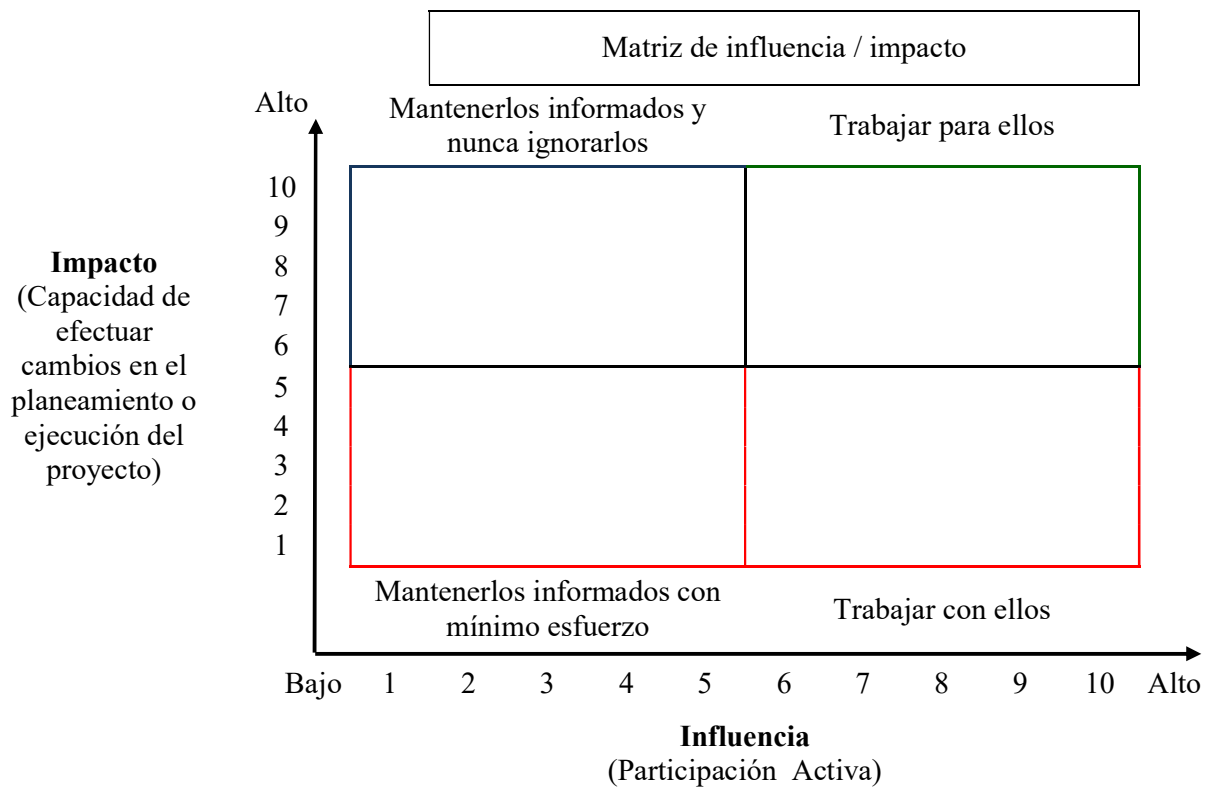 Matriz de influencia / impacto
Alto
Mantenerlos informados y
nunca ignorarlos
Trabajar para ellos
10
9
8
7
6
5
4
3
2
1
Impacto
(Capacidad de
efectuar
cambios en el
planeamiento o
ejecución del
proyecto)
Mantenerlos informados con
mínimo esfuerzo
Trabajar con ellos
Bajo 1 2 3 4 5 6 7 8 9 10 Alto
Influencia
(Participación Activa)